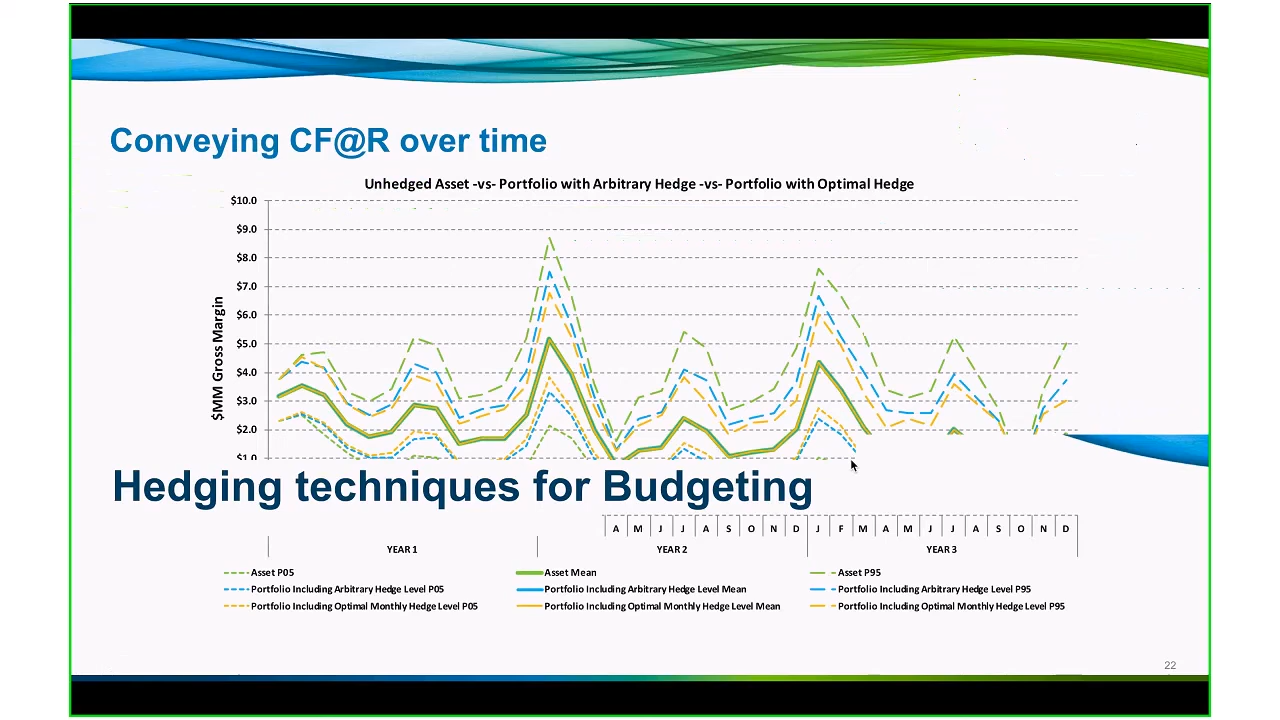 Conveying CF@R over time
Unhedged Asset -vs- Portfolio with Arbitrary Hedge -vs- Portfolio with Optimal Hedge
$10.0
$9.0
$8.0
$7.0
$6.0
$5.0
$4.0
$3.0
$2.0
$1.0
$MM Gross Margin
Hedging techniques for Budgeting
A M J J A S O N D J F M A M J J A S O N D
YEAR 1 YEAR 2 YEAR 3
Asset P05 Asset Mean Asset P95
Portfolio Including Arbitrary Hedge Level P05 Portfolio Including Arbitrary Hedge Level Mean Portfolio Including Arbitrary Hedge Level P95
Portfolio Including Optimal Monthly Hedge Level P05 Portfolio Including Optimal Monthly Hedge Level Mean Portfolio Including Optimal Monthly Hedge Level P95
22